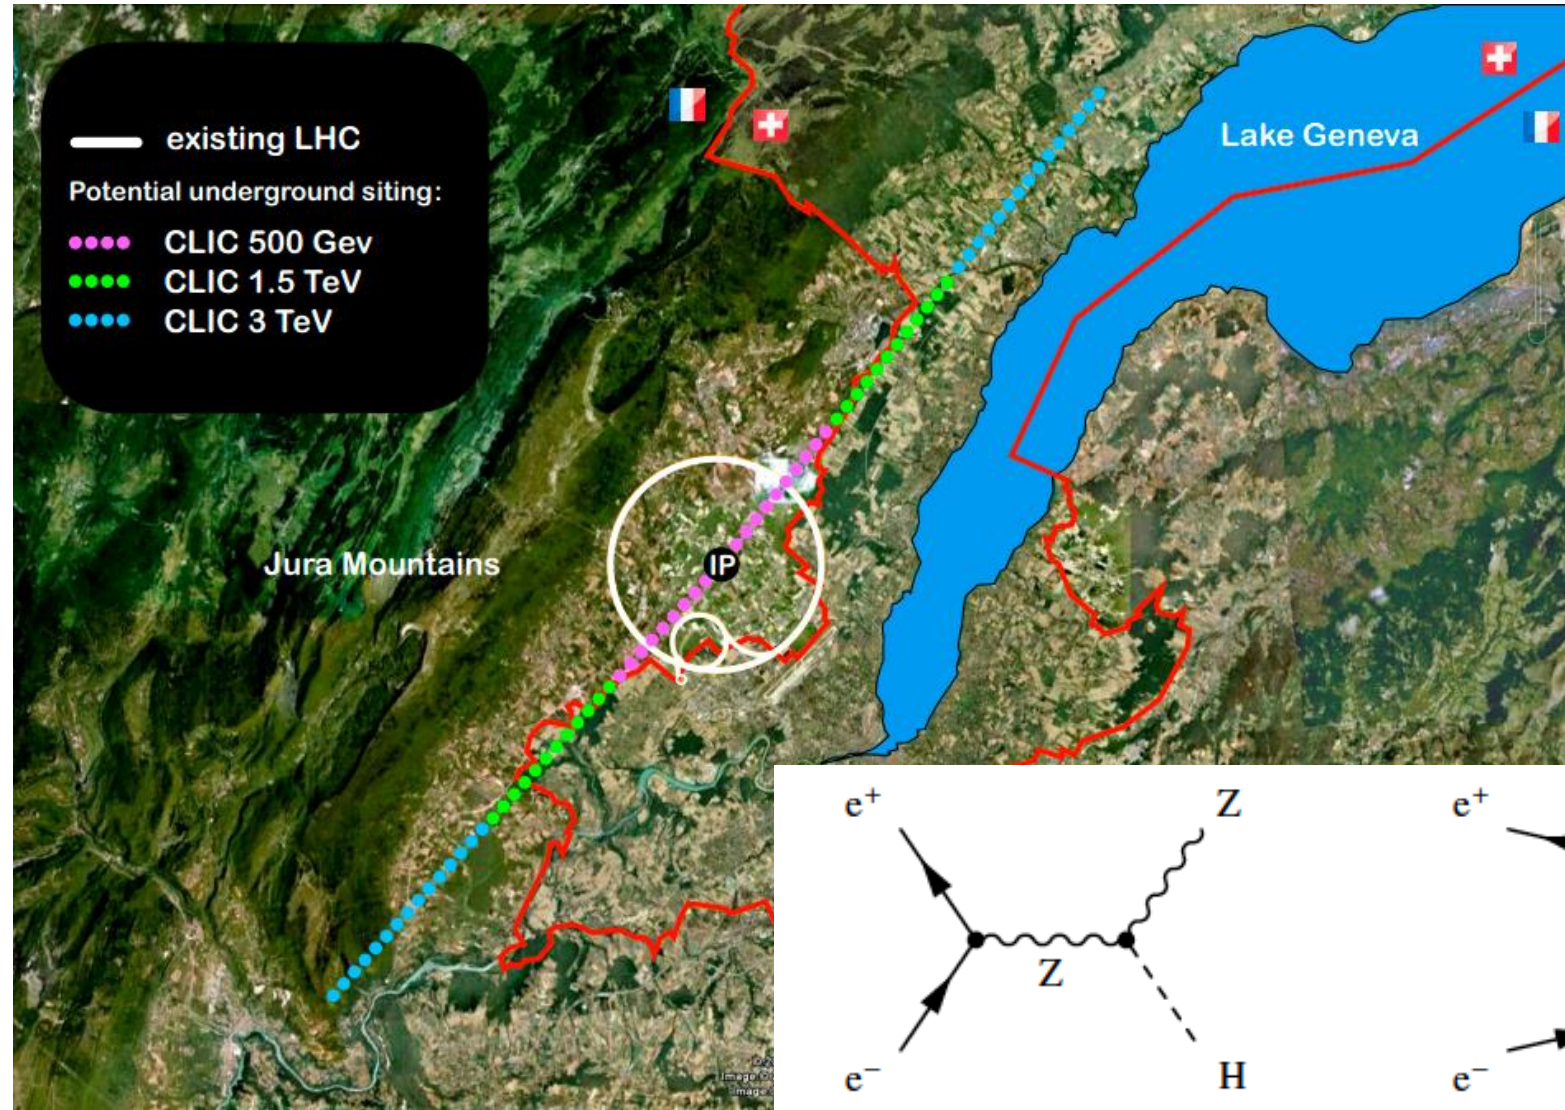 existing LHC
Potential underground siting:
CLIC 500 Gev
CLIC 1.5 TeV
CLIC 3 TeV
Lake Geneva
Jura Mountains
IP
e⁺
Z
e⁺
Z
e⁻
H
e⁻